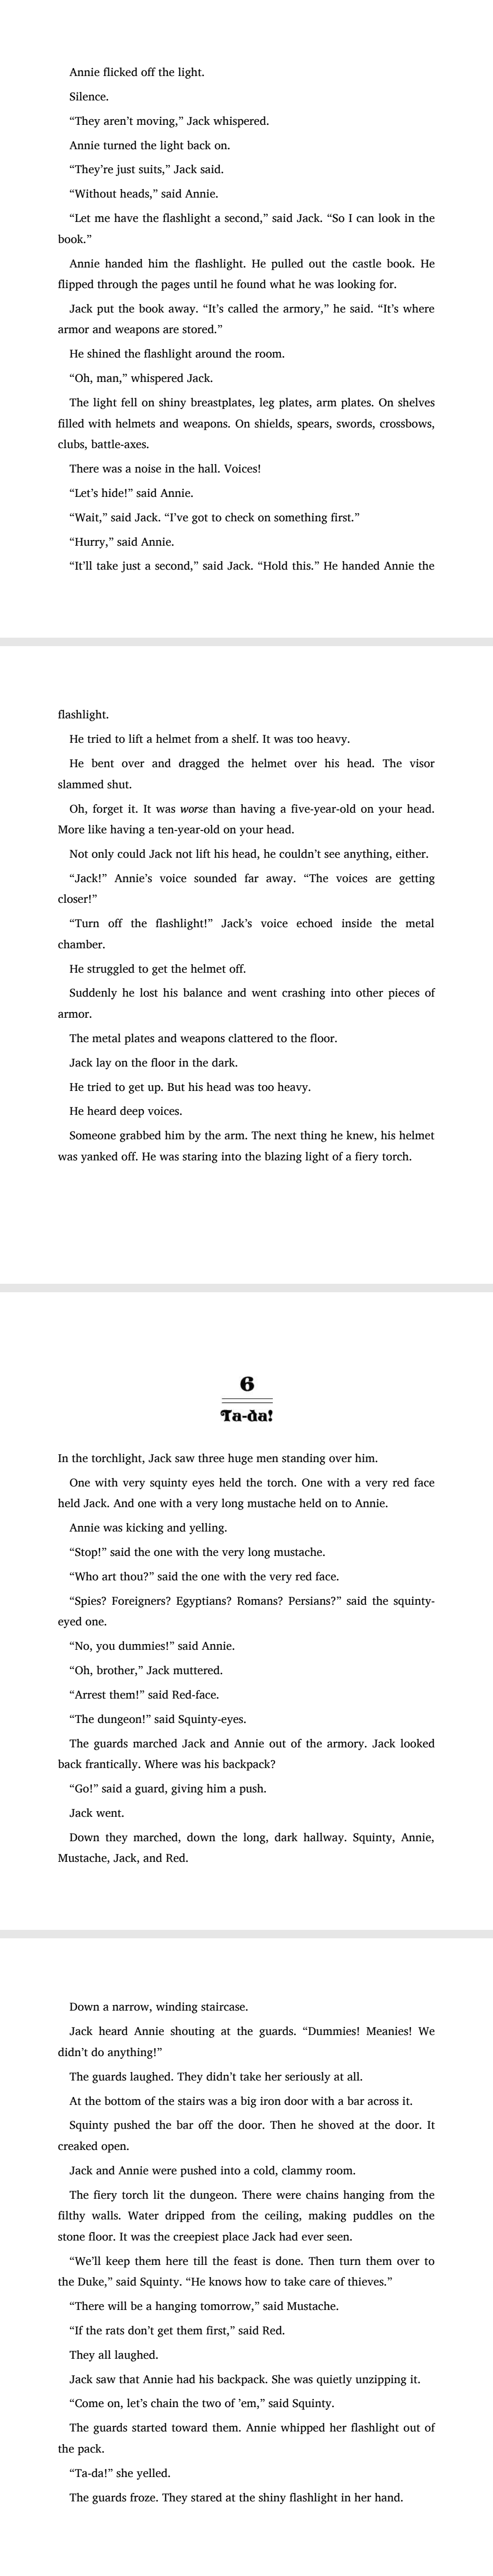 Annie flicked off the light.
Silence.
“They aren’t moving,” Jack whispered.
Annie turned the light back on.
“They’re just suits,” Jack said.
“Without heads,” said Annie.
“Let me have the flashlight a second,” said Jack. “So I can look in the
book.”
Annie handed him the flashlight. He pulled out the castle book. He
flipped through the pages until he found what he was looking for.
Jack put the book away. “It’s called the armory,” he said. “It’s where
armor and weapons are stored.”
He shined the flashlight around the room.
“Oh, man,” whispered Jack.
The light fell on shiny breastplates, leg plates, arm plates. On shelves
filled with helmets and weapons. On shields, spears, swords, crossbows,
clubs, battle-axes.
There was a noise in the hall. Voices!
“Let’s hide!” said Annie.
“Wait,” said Jack. “I’ve got to check on something first.”
“Hurry,” said Annie.
“It’ll take just a second,” said Jack. “Hold this.” He handed Annie the
flashlight.
He tried to lift a helmet from a shelf. It was too heavy.
He bent over and dragged the helmet over his head. The visor
slammed shut.
Oh, forget it. It was worse than having a five-year-old on your head.
More like having a ten-year-old on your head.
Not only could Jack not lift his head, he couldn’t see anything, either.
“Jack!” Annie’s voice sounded far away. “The voices are getting
closer!”
“Turn off the flashlight!” Jack’s voice echoed inside the metal
chamber.
He struggled to get the helmet off.
Suddenly he lost his balance and went crashing into other pieces of
armor.
The metal plates and weapons clattered to the floor.
Jack lay on the floor in the dark.
He tried to get up. But his head was too heavy.
He heard deep voices.
Someone grabbed him by the arm. The next thing he knew, his helmet
was yanked off. He was staring into the blazing light of a fiery torch.
6
Ta-da!
In the torchlight, Jack saw three huge men standing over him.
One with very squinty eyes held the torch. One with a very red face
held Jack. And one with a very long mustache held on to Annie.
Annie was kicking and yelling.
“Stop!” said the one with the very long mustache.
“Who art thou?” said the one with the very red face.
“Spies? Foreigners? Egyptians? Romans? Persians?” said the squinty-
eyed one.
“No, you dummies!” said Annie.
“Oh, brother,” Jack muttered.
“Arrest them!” said Red-face.
“The dungeon!” said Squinty-eyes.
The guards marched Jack and Annie out of the armory. Jack looked
back frantically. Where was his backpack?
“Go!” said a guard, giving him a push.
Jack went.
Down they marched, down the long, dark hallway. Squinty, Annie,
Mustache, Jack, and Red.
Down a narrow, winding staircase.
Jack heard Annie shouting at the guards. “Dummies! Meanies! We
didn’t do anything!”
The guards laughed. They didn’t take her seriously at all.
At the bottom of the stairs was a big iron door with a bar across it.
Squinty pushed the bar off the door. Then he shoved at the door. It
creaked open.
Jack and Annie were pushed into a cold, clammy room.
The fiery torch lit the dungeon. There were chains hanging from the
filthy walls. Water dripped from the ceiling, making puddles on the
stone floor. It was the creepiest place Jack had ever seen.
“We’ll keep them here till the feast is done. Then turn them over to
the Duke,” said Squinty. “He knows how to take care of thieves.”
“There will be a hanging tomorrow,” said Mustache.
“If the rats don’t get them first,” said Red.
They all laughed.
Jack saw that Annie had his backpack. She was quietly unzipping it.
“Come on, let’s chain the two of ’em,” said Squinty.
The guards started toward them. Annie whipped her flashlight out of
the pack.
“Ta-da!” she yelled.
The guards froze. They stared at the shiny flashlight in her hand.